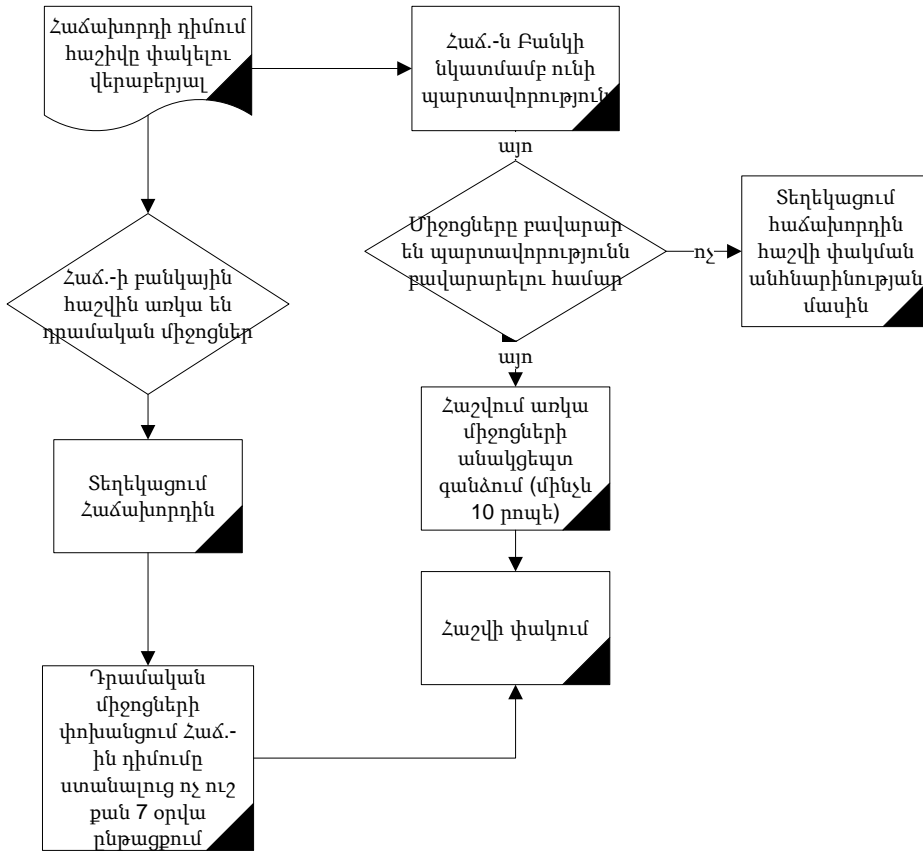 Հաճախորդի դիմում
հաշիվը փակելու
վերաբերյալ
Հաճ.-ն Բանկի
նկատմամբ ունի
պարտավորություն
այո
Միջոցները բավարար
են պարտավորությունն
բավարարելու համար
ոչ
Տեղեկացում
հաճախորդին
հաշվի փակման
անհնարինության
մասին
Հաճ.-ի բանկային
հաշվին առկա են
դրամական միջոցներ
այո
Հաշվում առկա
միջոցների
անակցեպտ
գանձում (մինչև
10 րոպե)
Տեղեկացում
Հաճախորդին
Հաշվի փակում
Դրամական
միջոցների
փոխանցում Հաճ.-
ին դիմումը
ստանալուց ոչ ուշ
քան 7 օրվա
ընթացքում